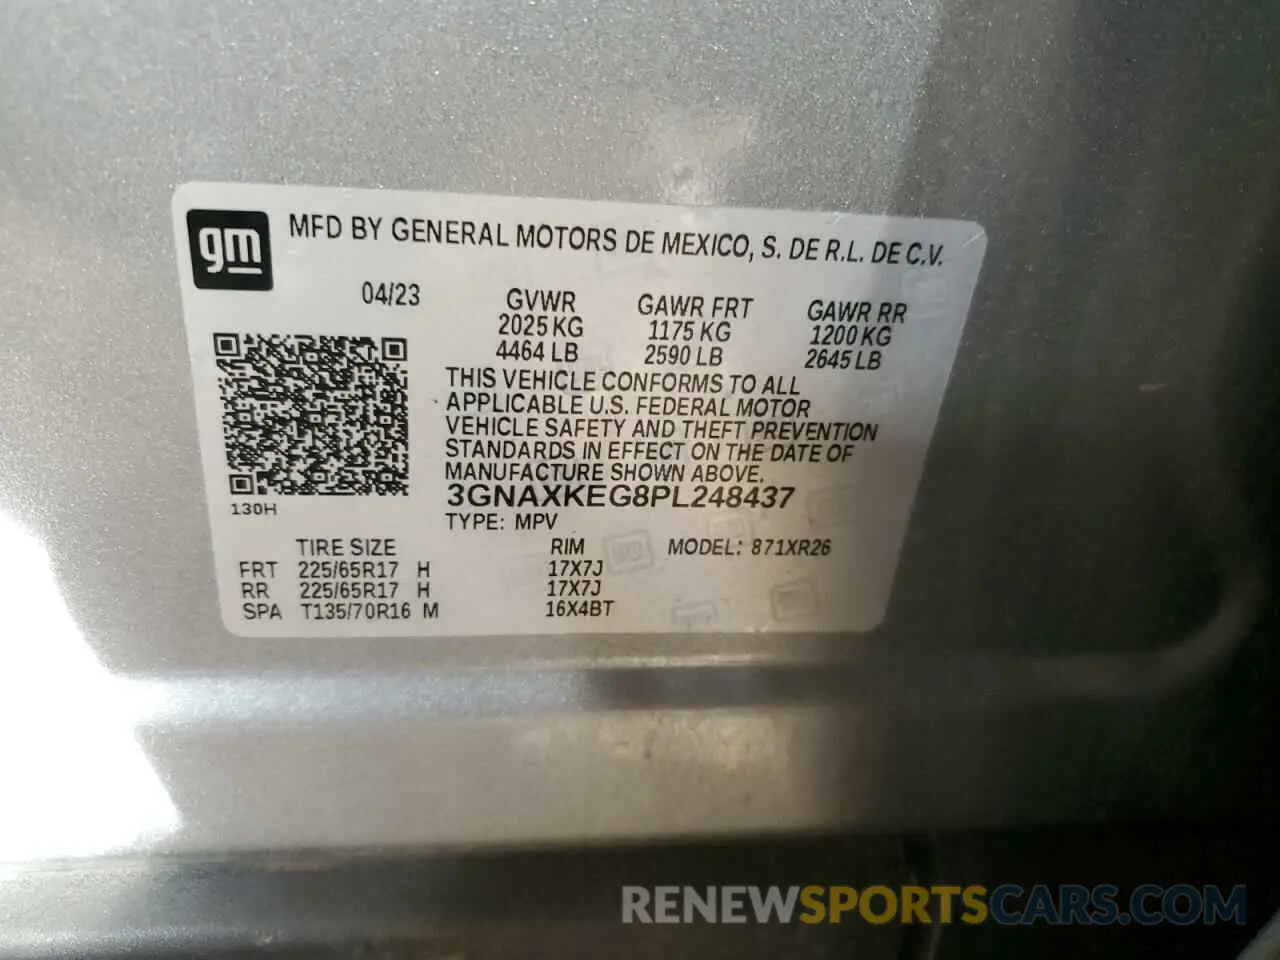 gm
MFD BY GENERAL MOTORS DE MEXICO, S. DE R.L. DE C.V.
04/23 GVWR GAWR FRT GAWR RR
2025 KG 1175 KG 1200 KG
4464 LB 2590 LB 2645 LB
THIS VEHICLE CONFORMS TO ALL
APPLICABLE U.S. FEDERAL MOTOR
VEHICLE SAFETY AND THEFT PREVENTION
STANDARDS IN EFFECT ON THE DATE OF
MANUFACTURE SHOWN ABOVE.
3GNAXKEG8PL248437
130H
TYPE: MPV
TIRE SIZE RIM MODEL: 871XR26
FRT 225/65R17 H 17X7J
RR 225/65R17 H 17X7J
SPA T135/70R16 M 16X4BT
RENEWSPORTSCARS.COM